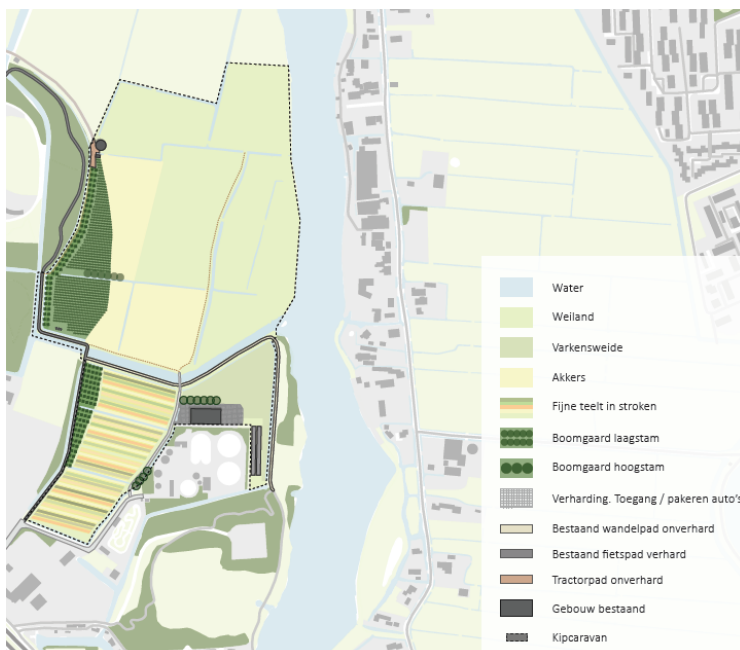 Water
Weiland
Varkensweide
Akkers
Fijne teelt in stroken
Boomgaard laagstam
Boomgaard hoogstam
Verharding. Toegang / pakeren auto's
Bestaand wandelpad onverhard
Bestaand fietspad verhard
Tractorpad onverhard
Gebouw bestaand
Kipcaravan